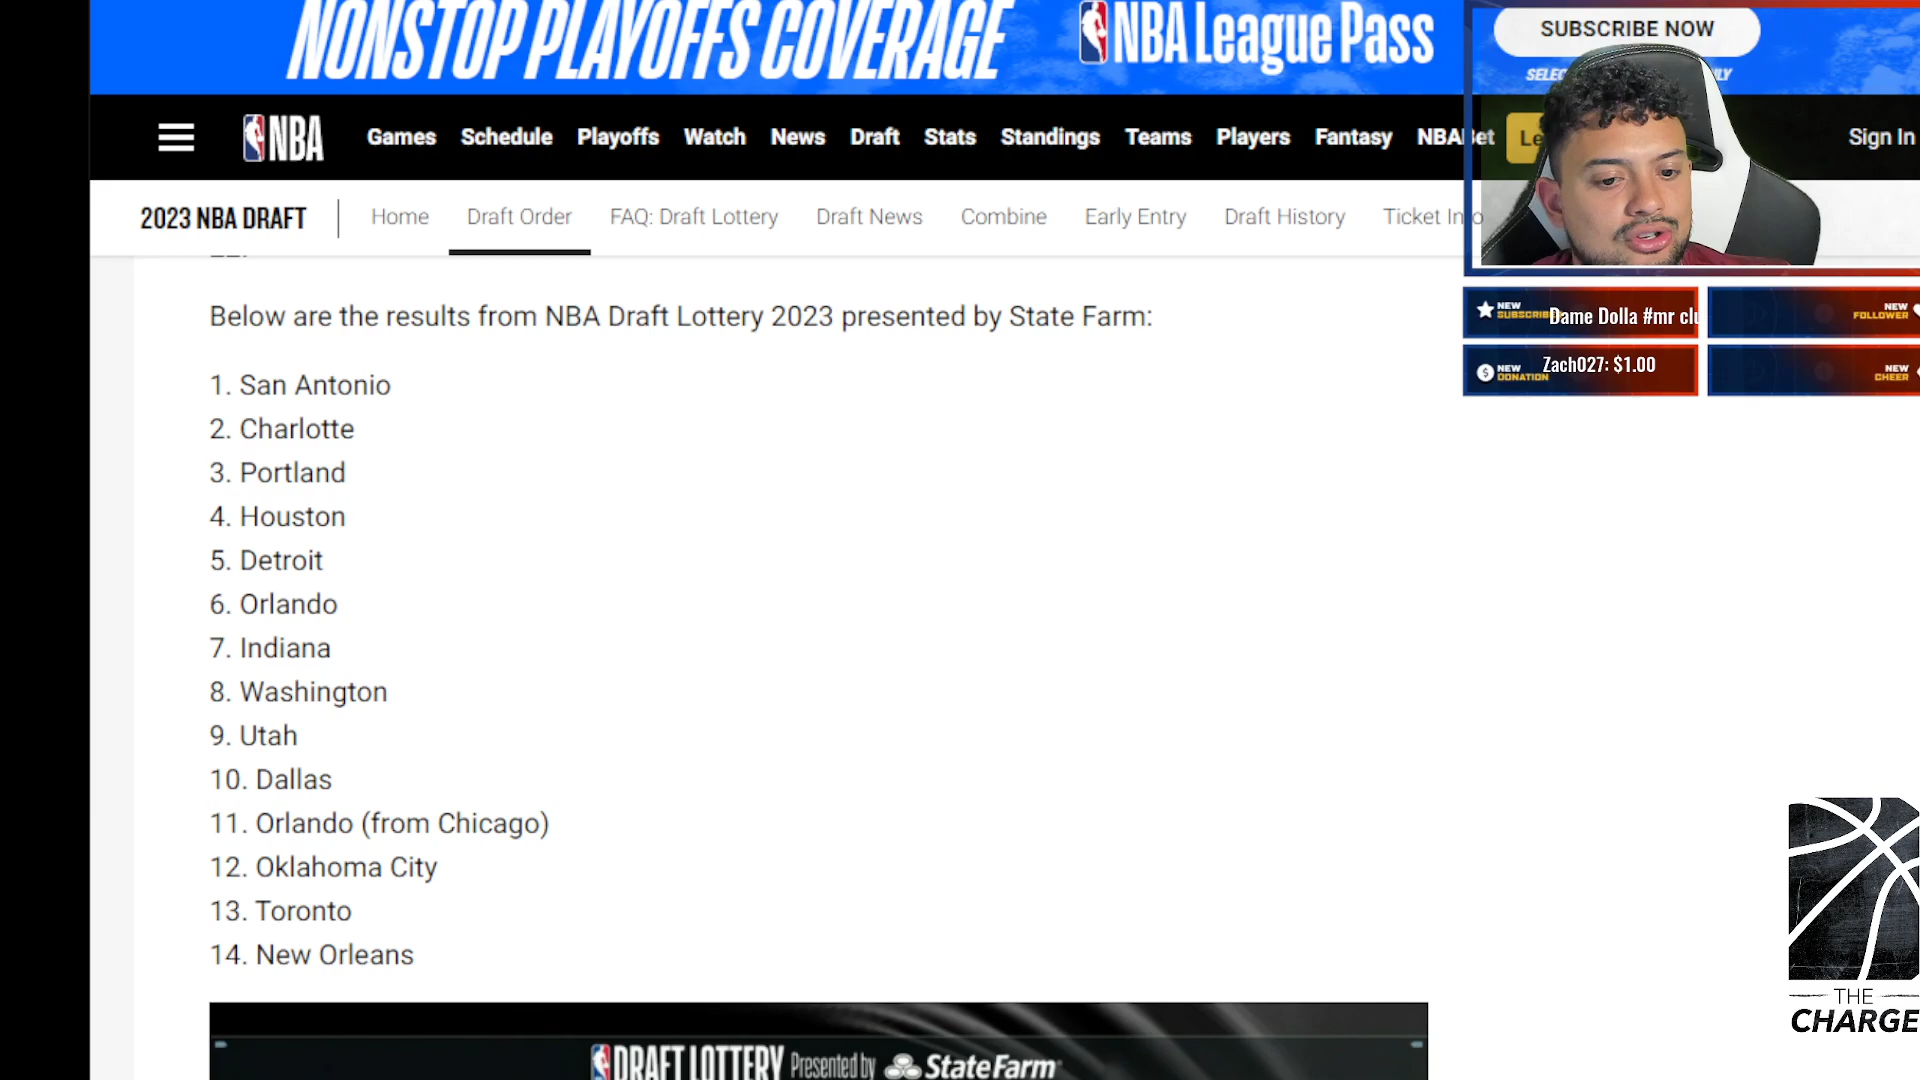 NONSTOP PLAYOFFS COVERAGE
NBA League Pass
SUBSCRIBE NOW
NBA Games Schedule Playoffs Watch News Draft Stats Standings Teams Players Fantasy NBABet Sign In
2023 NBA DRAFT Home Draft Order FAQ: Draft Lottery Draft News Combine Early Entry Draft History Ticket Info
Below are the results from NBA Draft Lottery 2023 presented by State Farm:
1. San Antonio
2. Charlotte
3. Portland
4. Houston
5. Detroit
6. Orlando
7. Indiana
8. Washington
9. Utah
10. Dallas
11. Orlando (from Chicago)
12. Oklahoma City
13. Toronto
14. New Orleans
DRAFT LOTTERY Presented by State Farm
NEW
Dame Dolla #mr clu
NEW
FOLLOWER
NEW
DONATION
Zach027: $1.00
NEW
CHEER
THE
CHARGE